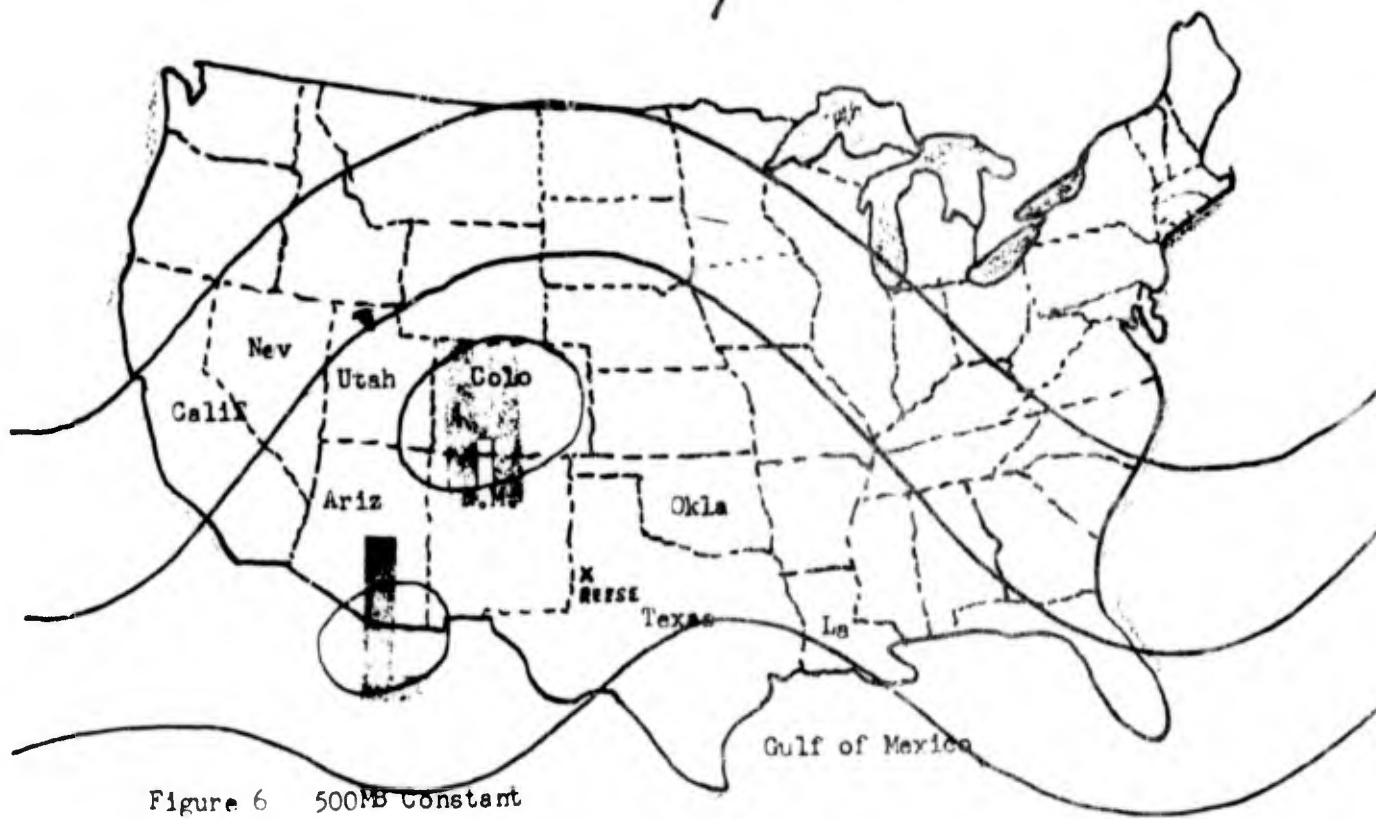 Nev
Utah
Colo
Calif
Ariz
N.M.
Okla
x
REESE
Texas
La
Gulf of Mexico
Figure 6 500MB Constant